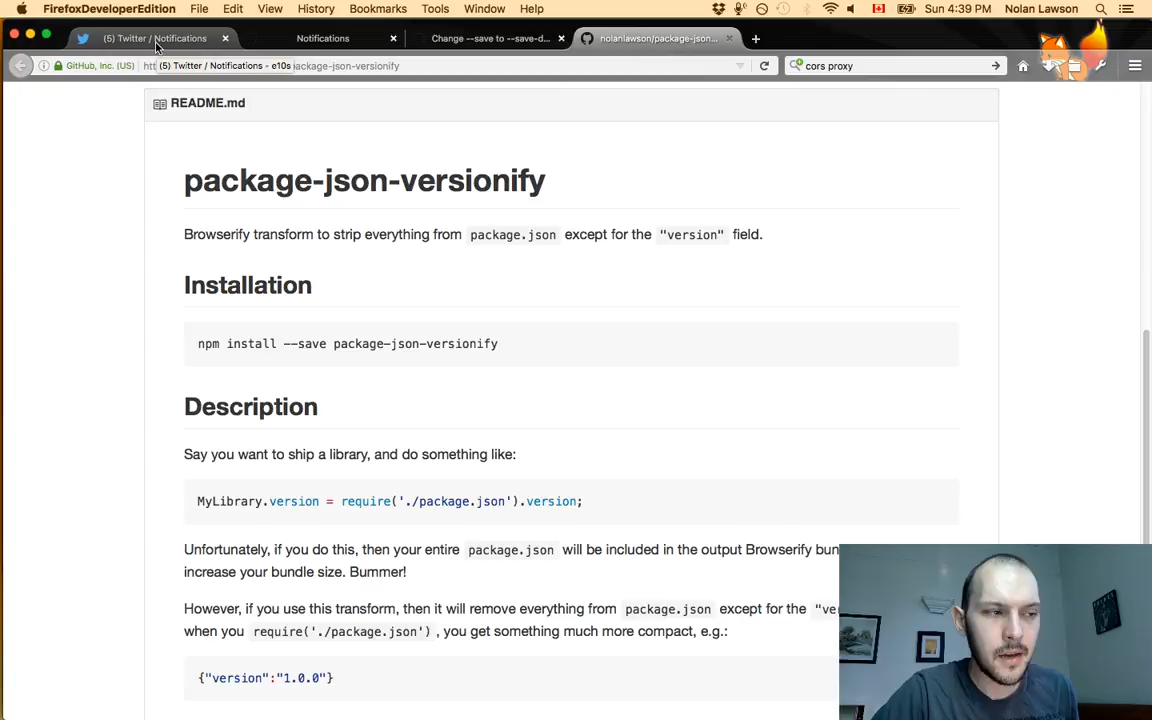 FirefoxDeveloperEdition File Edit View History Bookmarks Tools Window Help Sun 4:39 PM Nolan Lawson
(5) Twitter / Notifications Notifications Change --save to --save-d... nolanlawson/package-json...
GitHub, Inc. (US) ackage-json-versionify cors proxy
(5) Twitter / Notifications - e10s
README.md
package-json-versionify
Browserify transform to strip everything from package.json except for the "version" field.
Installation
npm install --save package-json-versionify
Description
Say you want to ship a library, and do something like:
MyLibrary.version = require('./package.json').version;
Unfortunately, if you do this, then your entire package.json will be included in the output Browserify bun
increase your bundle size. Bummer!
However, if you use this transform, then it will remove everything from package.json except for the "ver
when you require('./package.json') , you get something much more compact, e.g.:
{"version":"1.0.0"}